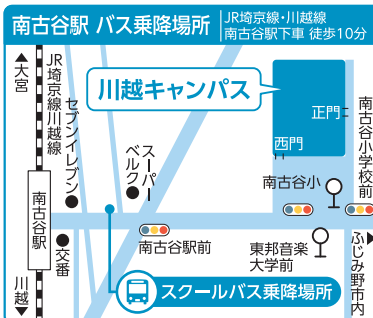 南古谷駅 バス乗降場所
JR埼京線・川越線
南古谷駅下車 徒歩10分
▲大宮
JR埼京線川越線
セブンイレブン
川越キャンパス
正門
西門
スーパー
ベルク
南古谷小
南古谷小学校前
南古谷駅
南古谷駅前
交番
東邦音楽
大学前
ふじみ野市内▶
川越▼
スクールバス乗降場所